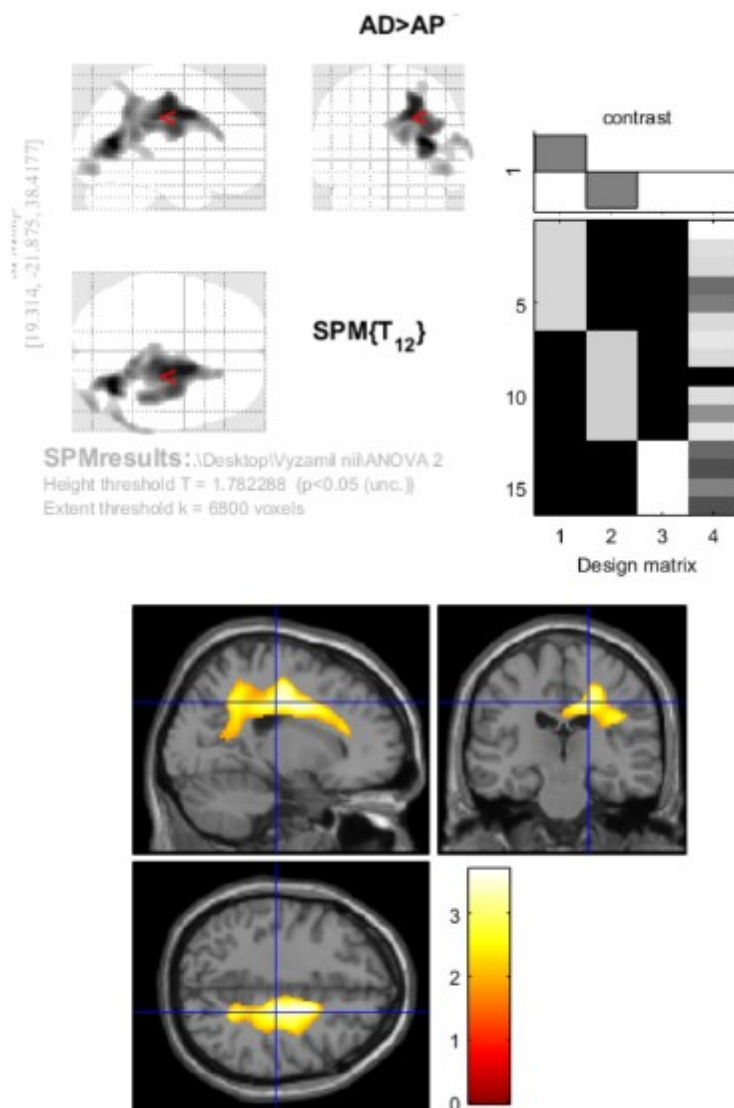 AD>AP
[19.314, -21.875, 38.4177]
contrast
1
SPM{T12}
5
10
15
1 2 3 4
Design matrix
SPMresults: .\Desktop\Vyzamil nil\ANOVA 2
Height threshold T = 1.782288 {p<0.05 (unc.)}
Extent threshold k = 6800 voxels
3
2
1
0